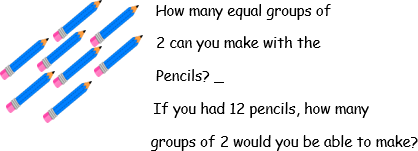 How many equal groups of
2 can you make with the
Pencils? _
If you had 12 pencils, how many
groups of 2 would you be able to make?